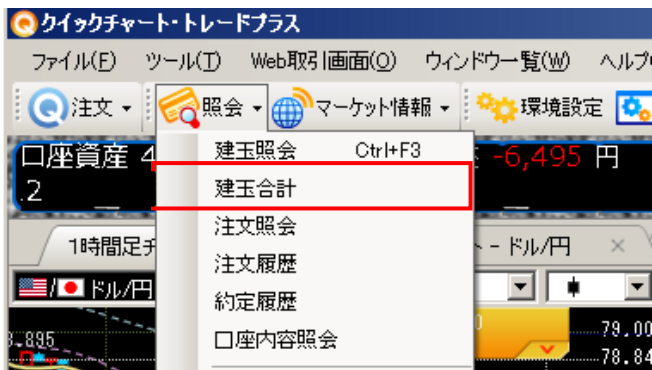 クイックチャート・トレードプラス
ファイル(F) ツール(T) Web取引画面(O) ウィンドウ一覧(W) ヘルプ
注文 照会 マーケット情報 環境設定
口座資産 4 -6,495 円
.2
建玉照会 Ctrl+F3
建玉合計
注文照会
注文履歴
約定履歴
口座内容照会
1時間足チ - ドル/円
ドル/円
.895
79.00
78.84